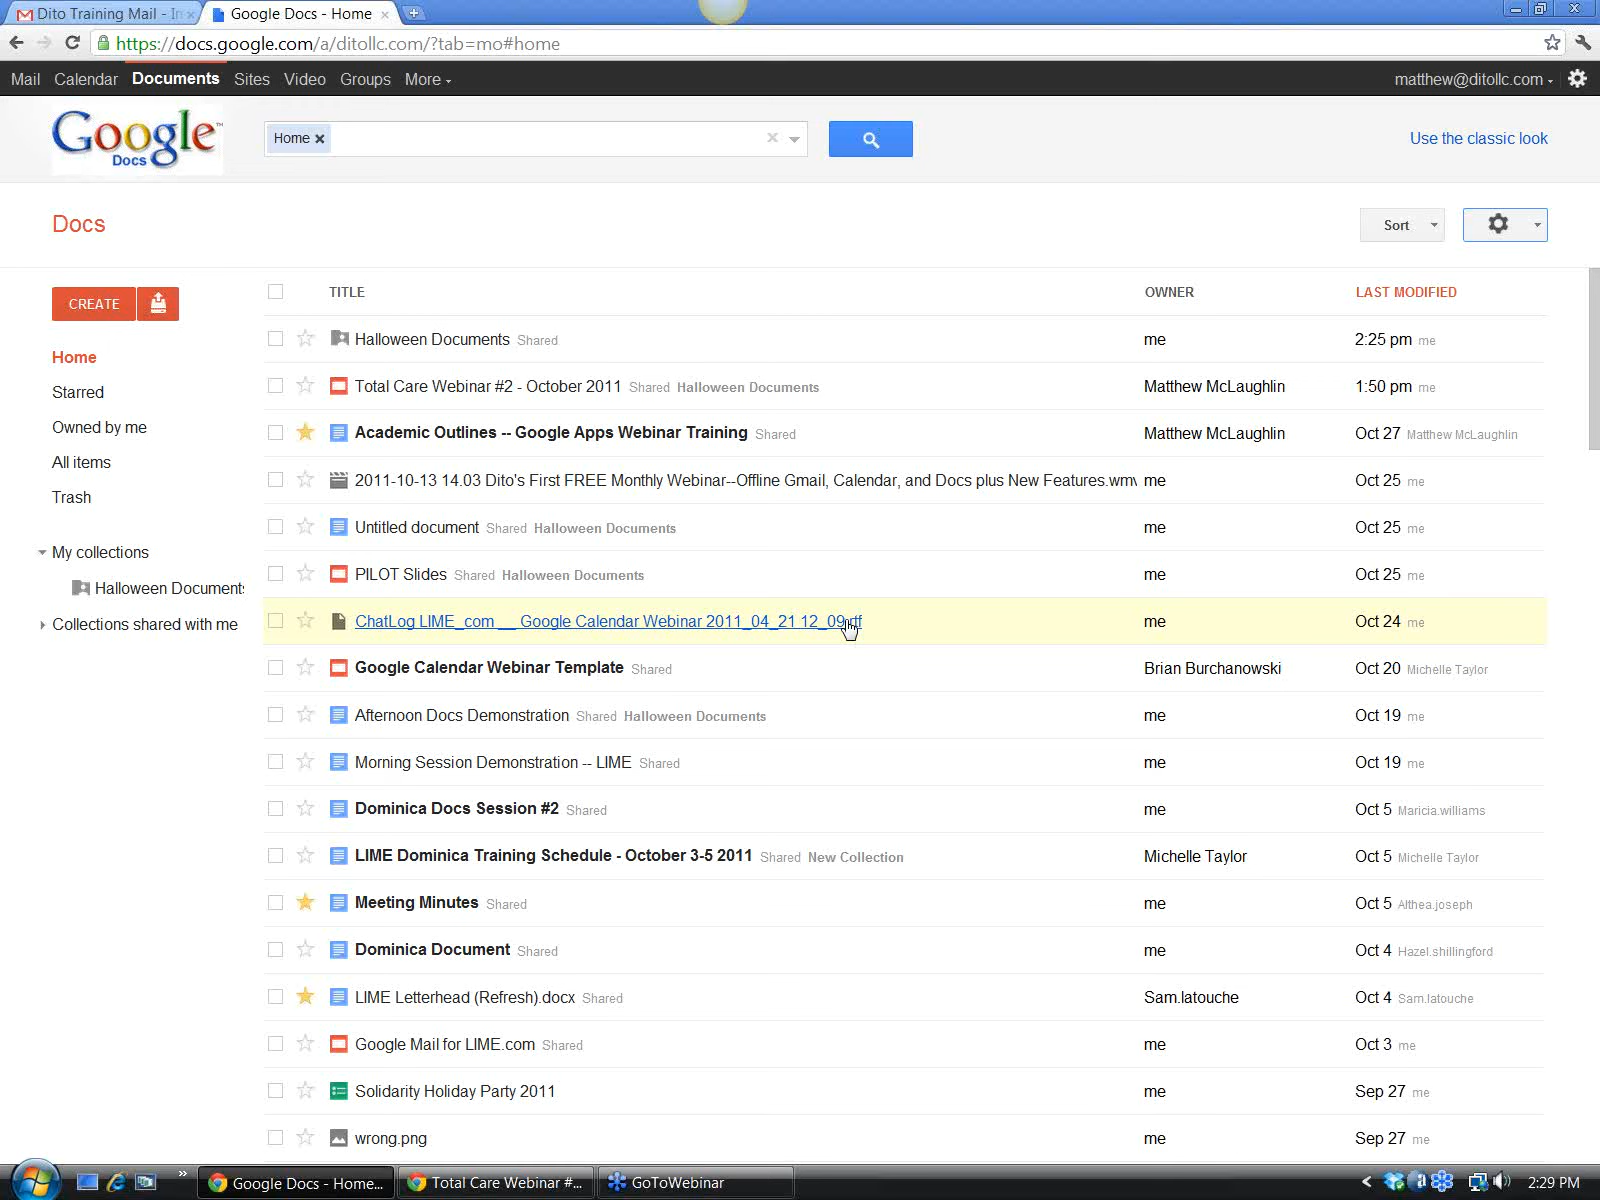 Dito Training Mail - In
Google Docs - Home
https://docs.google.com/a/ditollc.com/?tab=mo#home
Mail Calendar Documents Sites Video Groups More
matthew@ditollc.com
Google™
Docs
Home
Use the classic look
Docs
Sort
CREATE
Home
Starred
Owned by me
All items
Trash
My collections
Halloween Documents
Collections shared with me
TITLE OWNER LAST MODIFIED
Halloween Documents Shared me 2:25 pm me
Total Care Webinar #2 - October 2011 Shared Halloween Documents Matthew McLaughlin 1:50 pm me
Academic Outlines -- Google Apps Webinar Training Shared Matthew McLaughlin Oct 27 Matthew McLaughlin
2011-10-13 14.03 Dito's First FREE Monthly Webinar--Offline Gmail, Calendar, and Docs plus New Features.wmv me Oct 25 me
Untitled document Shared Halloween Documents me Oct 25 me
PILOT Slides Shared Halloween Documents me Oct 25 me
ChatLog LIME_com __ Google Calendar Webinar 2011_04_21 12_09.rtf me Oct 24 me
Google Calendar Webinar Template Shared Brian Burchanowski Oct 20 Michelle Taylor
Afternoon Docs Demonstration Shared Halloween Documents me Oct 19 me
Morning Session Demonstration -- LIME Shared me Oct 19 me
Dominica Docs Session #2 Shared me Oct 5 Maricia.williams
LIME Dominica Training Schedule - October 3-5 2011 Shared New Collection Michelle Taylor Oct 5 Michelle Taylor
Meeting Minutes Shared me Oct 5 Althea.joseph
Dominica Document Shared me Oct 4 Hazel.shillingford
LIME Letterhead (Refresh).docx Shared Sam.latouche Oct 4 Sam.latouche
Google Mail for LIME.com Shared me Oct 3 me
Solidarity Holiday Party 2011 me Sep 27 me
wrong.png me Sep 27 me
Google Docs - Home...
Total Care Webinar #...
GoToWebinar
2:29 PM